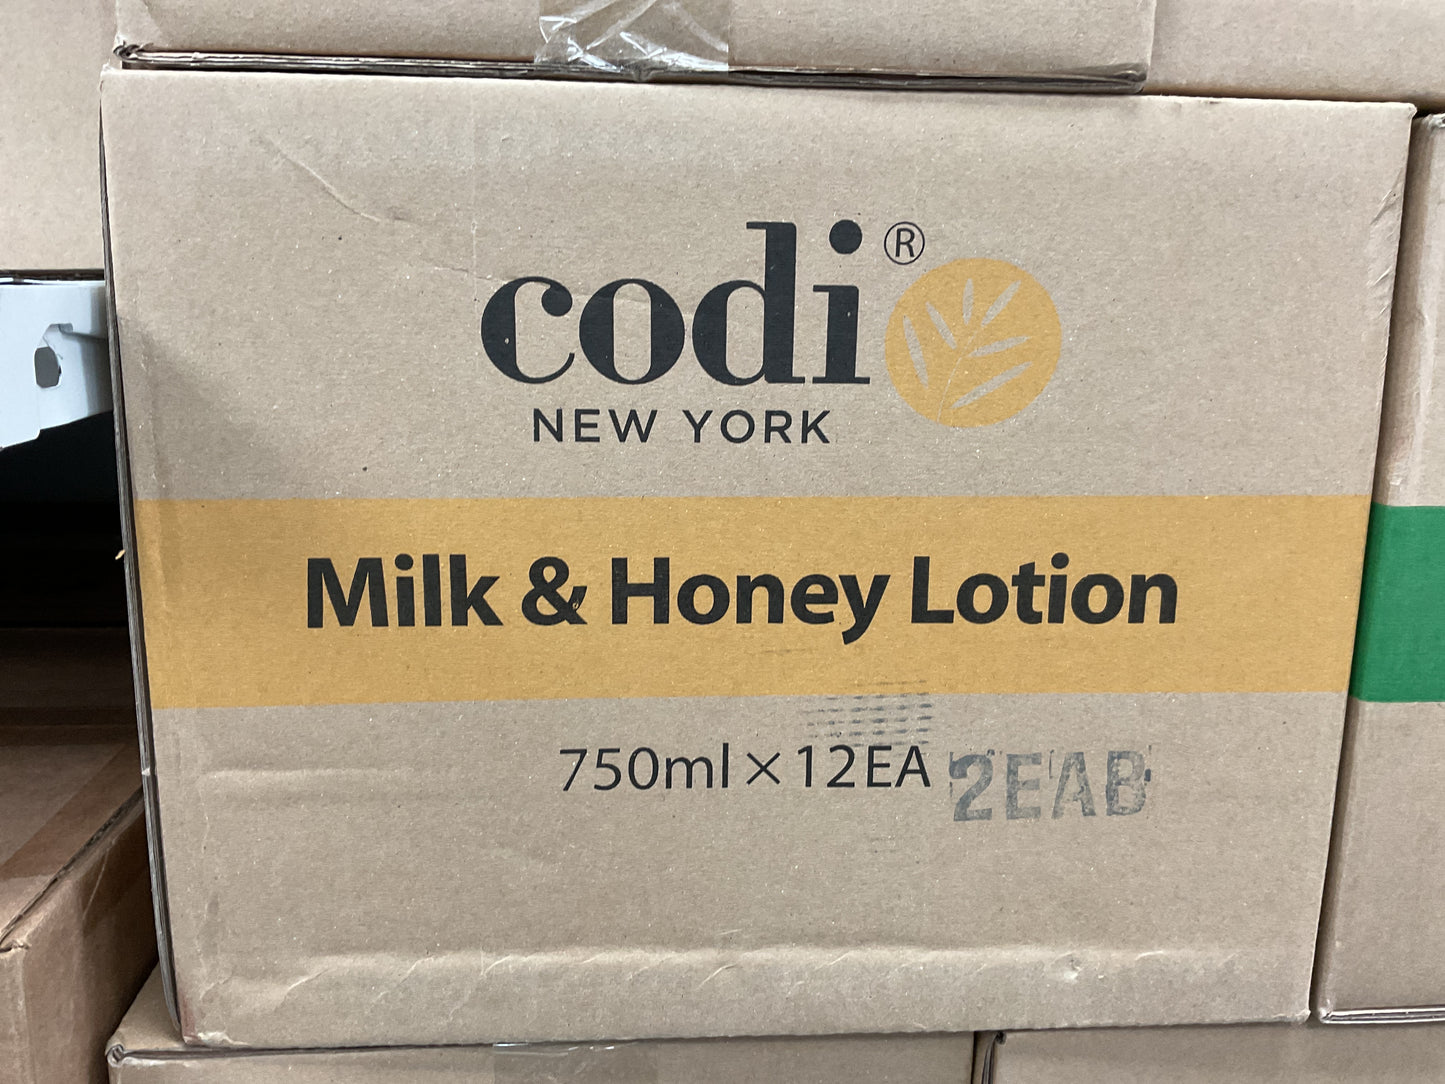 codi®
NEW YORK
Milk & Honey Lotion
750ml × 12EA
2EAB